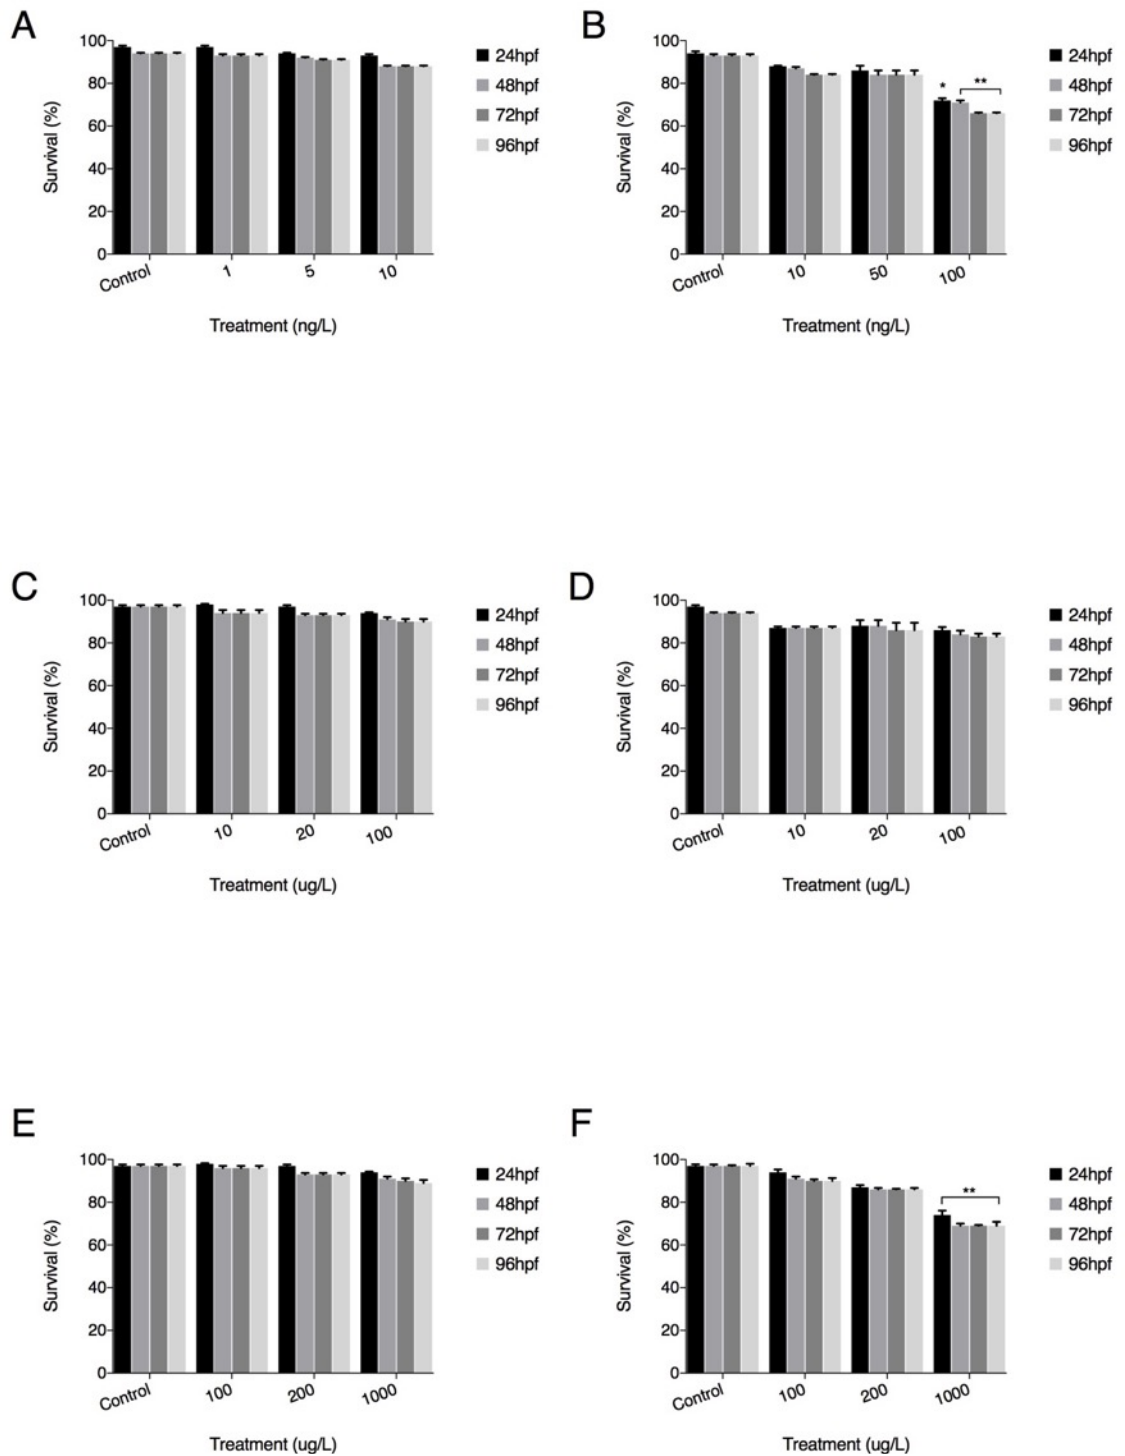 A
Survival (%)
100
80
60
40
20
0
Control
1
5
10
Treatment (ng/L)
24hpf
48hpf
72hpf
96hpf
B
Survival (%)
100
80
60
40
20
0
*
**
Control
10
50
100
Treatment (ng/L)
24hpf
48hpf
72hpf
96hpf
C
Survival (%)
100
80
60
40
20
0
Control
10
20
100
Treatment (ug/L)
24hpf
48hpf
72hpf
96hpf
D
Survival (%)
100
80
60
40
20
0
Control
10
20
100
Treatment (ug/L)
24hpf
48hpf
72hpf
96hpf
E
Survival (%)
100
80
60
40
20
0
Control
100
200
1000
Treatment (ug/L)
24hpf
48hpf
72hpf
96hpf
F
Survival (%)
100
80
60
40
20
0
**
Control
100
200
1000
Treatment (ug/L)
24hpf
48hpf
72hpf
96hpf